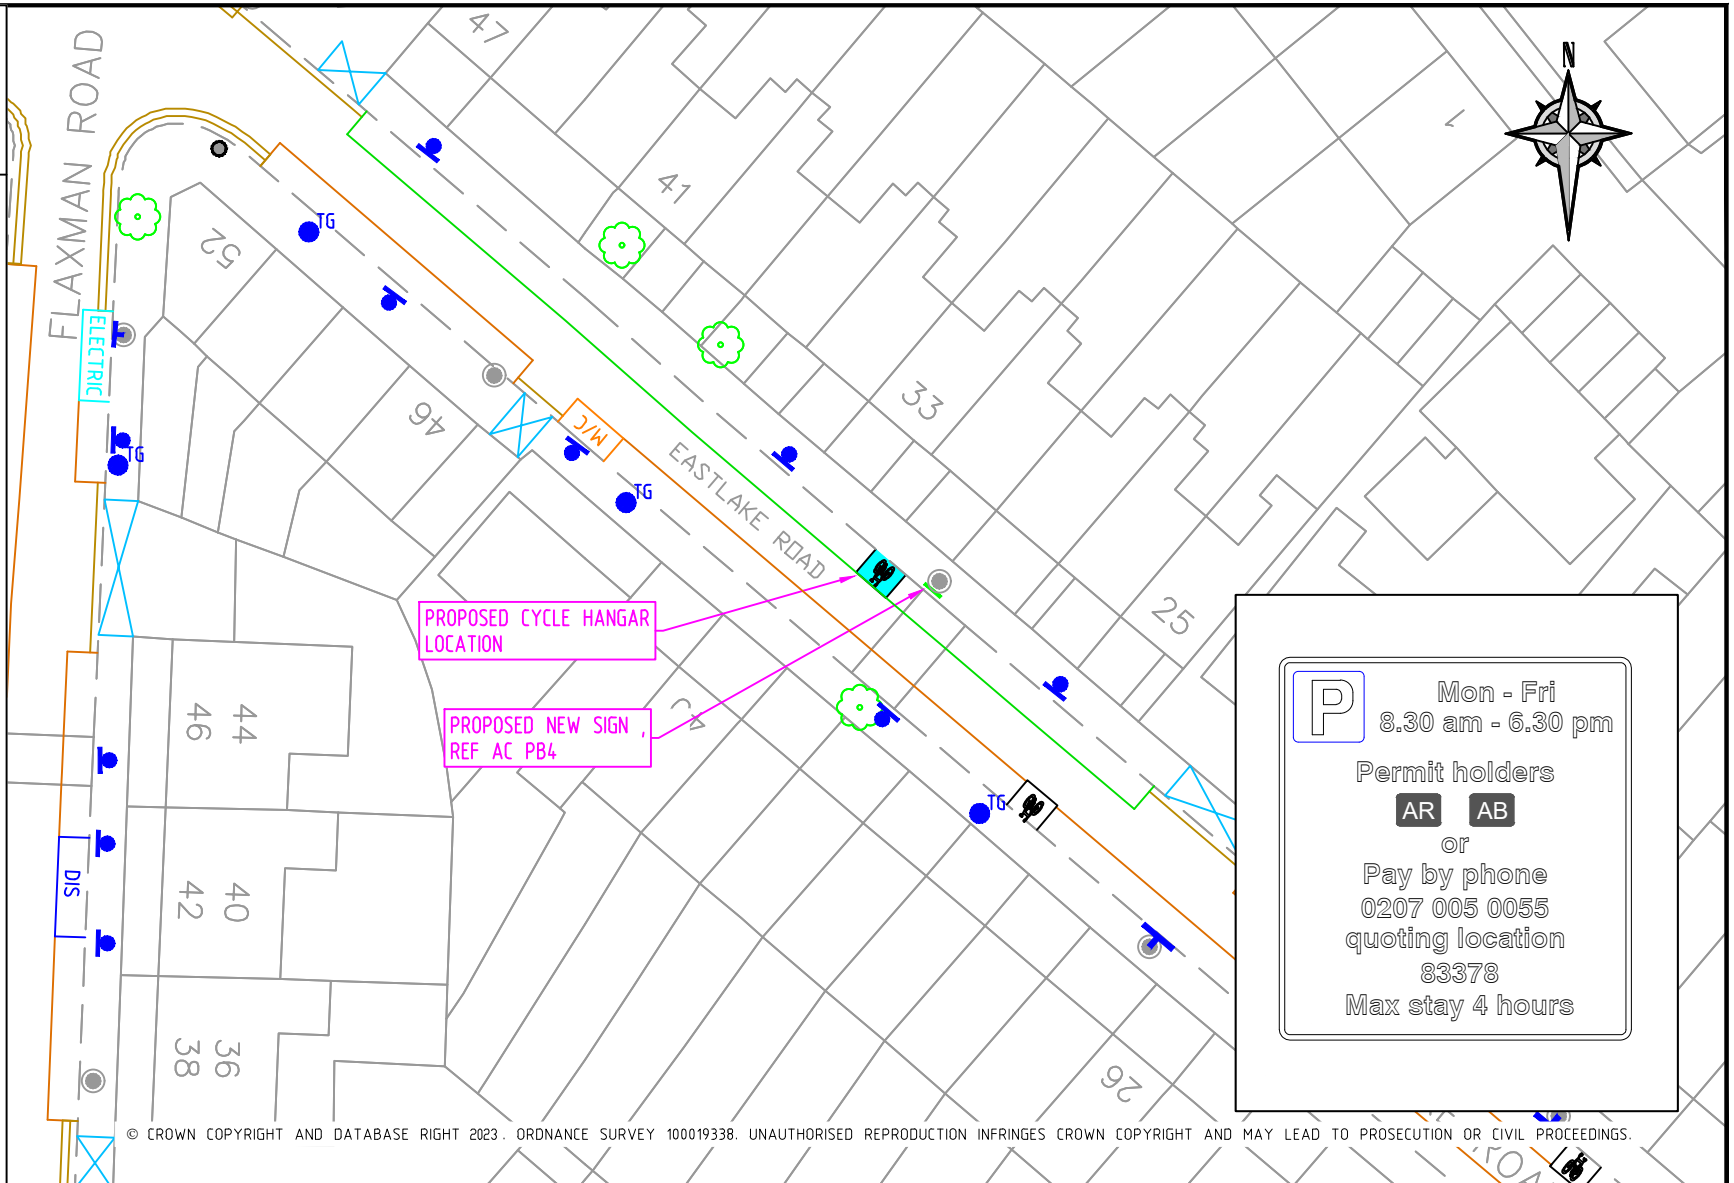 FLAXMAN ROAD
47
N
1
41
52
TG
ELECTRIC
33
46
M/C
TG
TG
EASTLAKE ROAD
PROPOSED CYCLE HANGAR
LOCATION
25
PROPOSED NEW SIGN ,
REF AC PB4
44
46
TG
DIS
40
42
36
38
26
P
Mon - Fri
8.30 am - 6.30 pm
Permit holders
AR AB
or
Pay by phone
0207 005 0055
quoting location
83378
Max stay 4 hours
© CROWN COPYRIGHT AND DATABASE RIGHT 2023. ORDNANCE SURVEY 100019338. UNAUTHORISED REPRODUCTION INFRINGES CROWN COPYRIGHT AND MAY LEAD TO PROSECUTION OR CIVIL PROCEEDINGS.